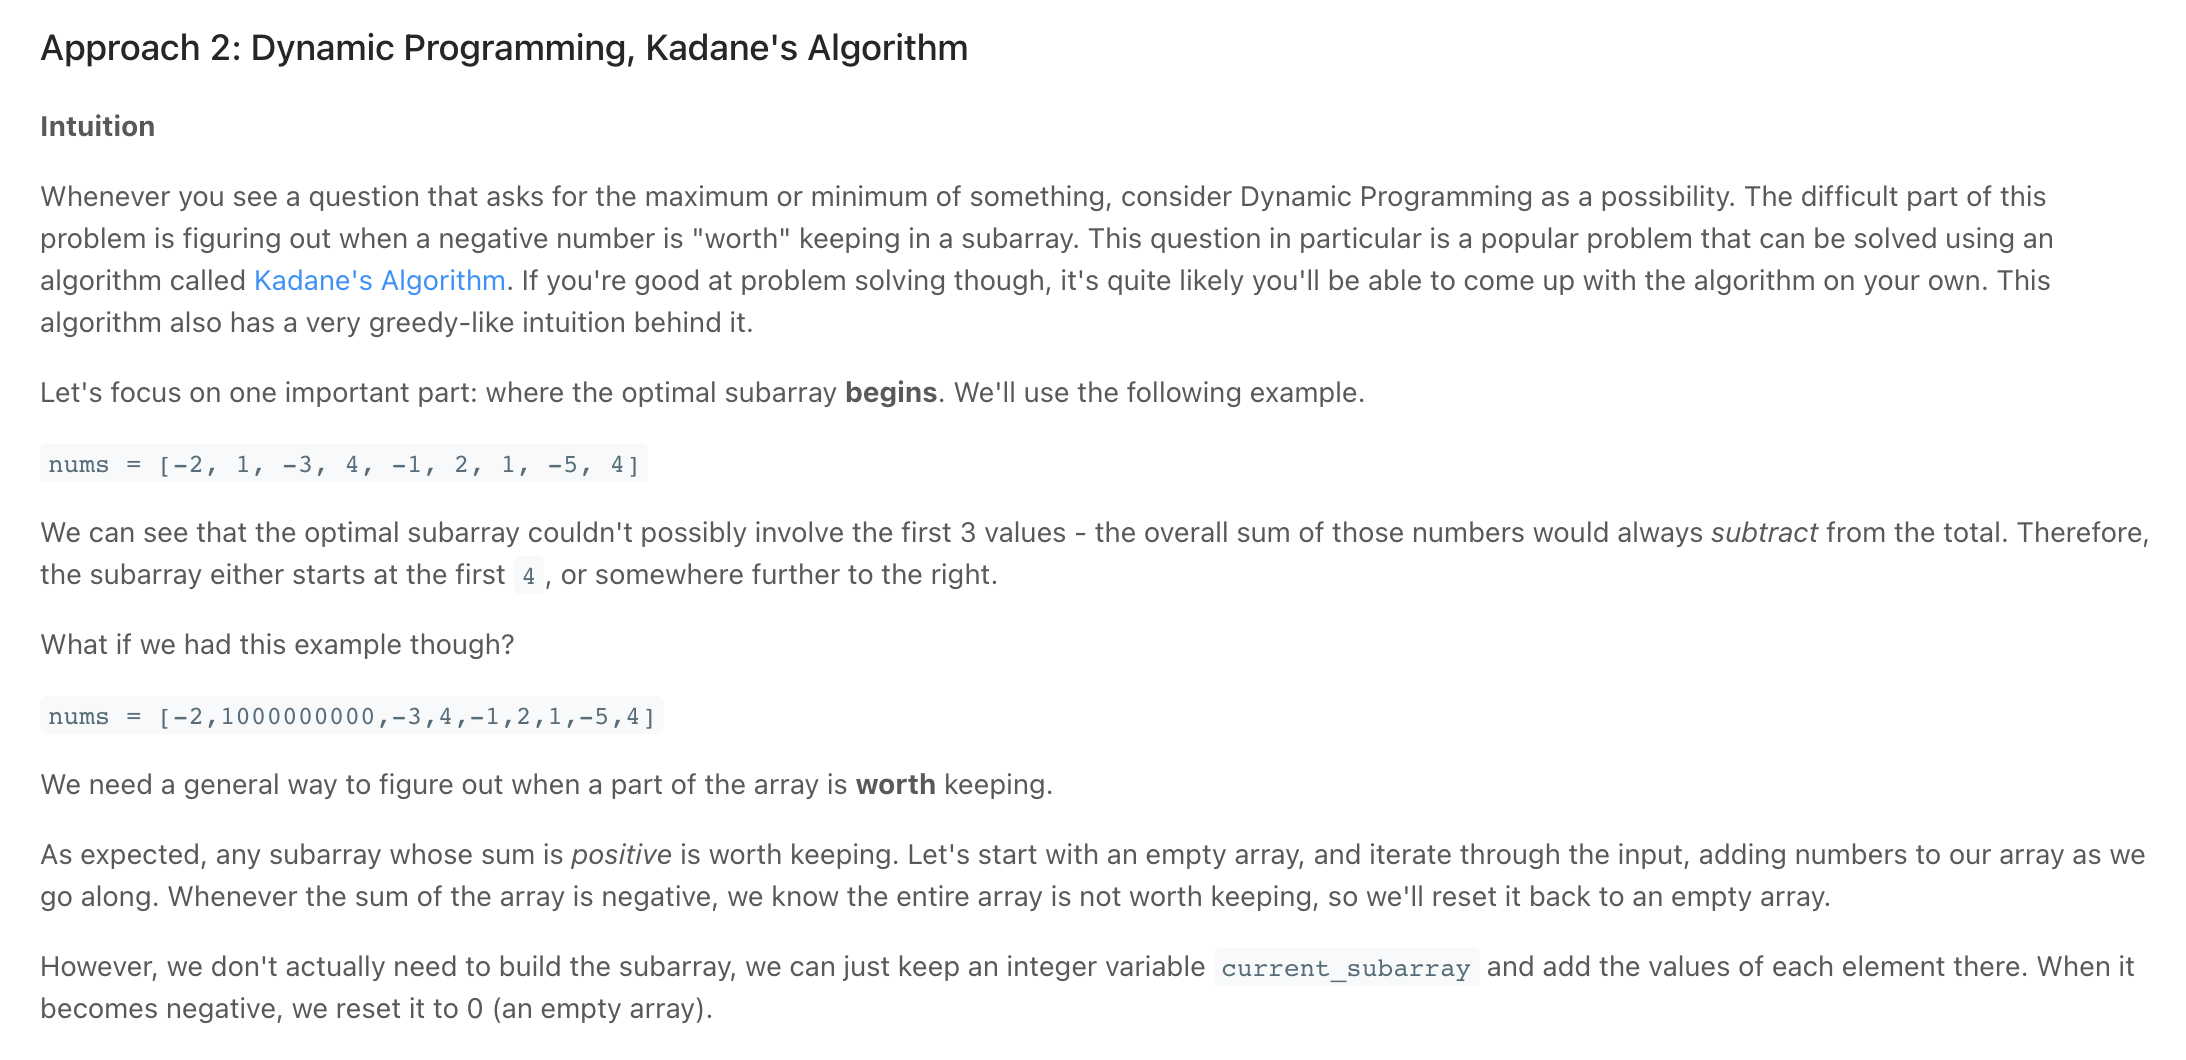 Approach 2: Dynamic Programming, Kadane's Algorithm
Intuition
Whenever you see a question that asks for the maximum or minimum of something, consider Dynamic Programming as a possibility. The difficult part of this
problem is figuring out when a negative number is "worth" keeping in a subarray. This question in particular is a popular problem that can be solved using an
algorithm called Kadane's Algorithm. If you're good at problem solving though, it's quite likely you'll be able to come up with the algorithm on your own. This
algorithm also has a very greedy-like intuition behind it.
Let's focus on one important part: where the optimal subarray begins. We'll use the following example.
nums = [-2, 1, -3, 4, -1, 2, 1, -5, 4]
We can see that the optimal subarray couldn't possibly involve the first 3 values - the overall sum of those numbers would always subtract from the total. Therefore,
the subarray either starts at the first 4, or somewhere further to the right.
What if we had this example though?
nums = [-2,1000000000,-3,4,-1,2,1,-5,4]
We need a general way to figure out when a part of the array is worth keeping.
As expected, any subarray whose sum is positive is worth keeping. Let's start with an empty array, and iterate through the input, adding numbers to our array as we
go along. Whenever the sum of the array is negative, we know the entire array is not worth keeping, so we'll reset it back to an empty array.
However, we don't actually need to build the subarray, we can just keep an integer variable current_subarray and add the values of each element there. When it
becomes negative, we reset it to 0 (an empty array).